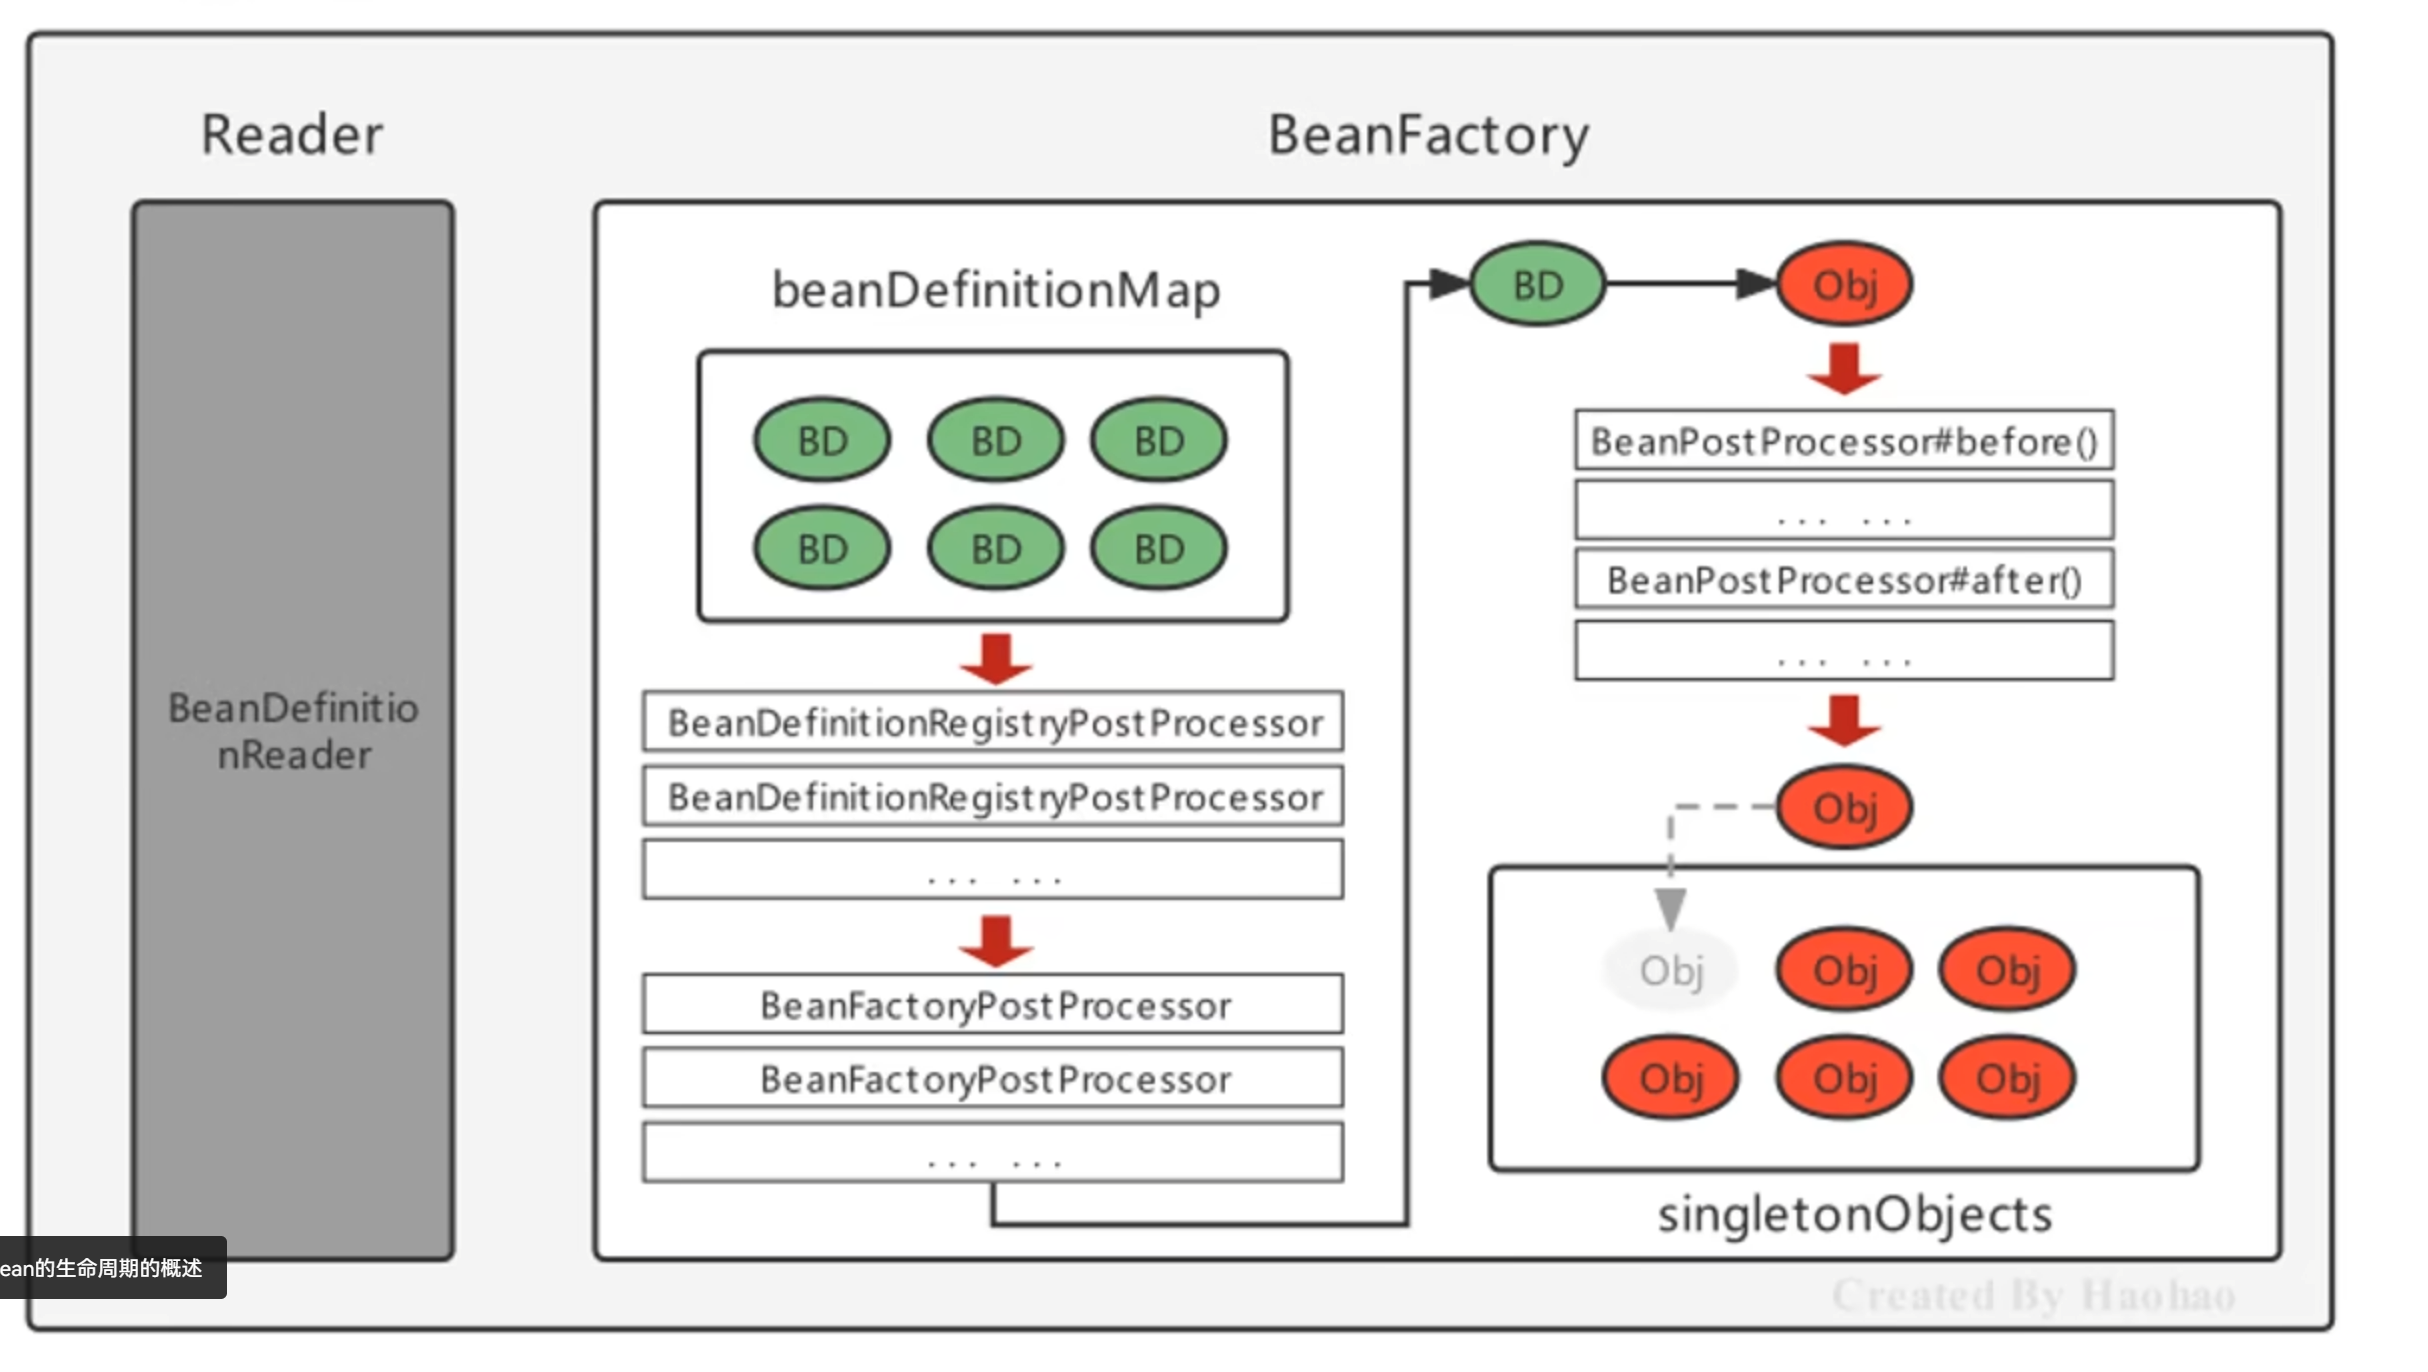 Reader
BeanFactory
BeanDefinitio
nReader
beanDefinitionMap
BD
BD
BD
BD
BD
BD
BeanDefinitionRegistryPostProcessor
BeanDefinitionRegistryPostProcessor
... ...
BeanFactoryPostProcessor
BeanFactoryPostProcessor
... ...
BD
Obj
BeanPostProcessor#before()
... ...
BeanPostProcessor#after()
... ...
Obj
Obj
Obj
Obj
Obj
Obj
Obj
singletonObjects
ean的生命周期的概述
Created By Haohao